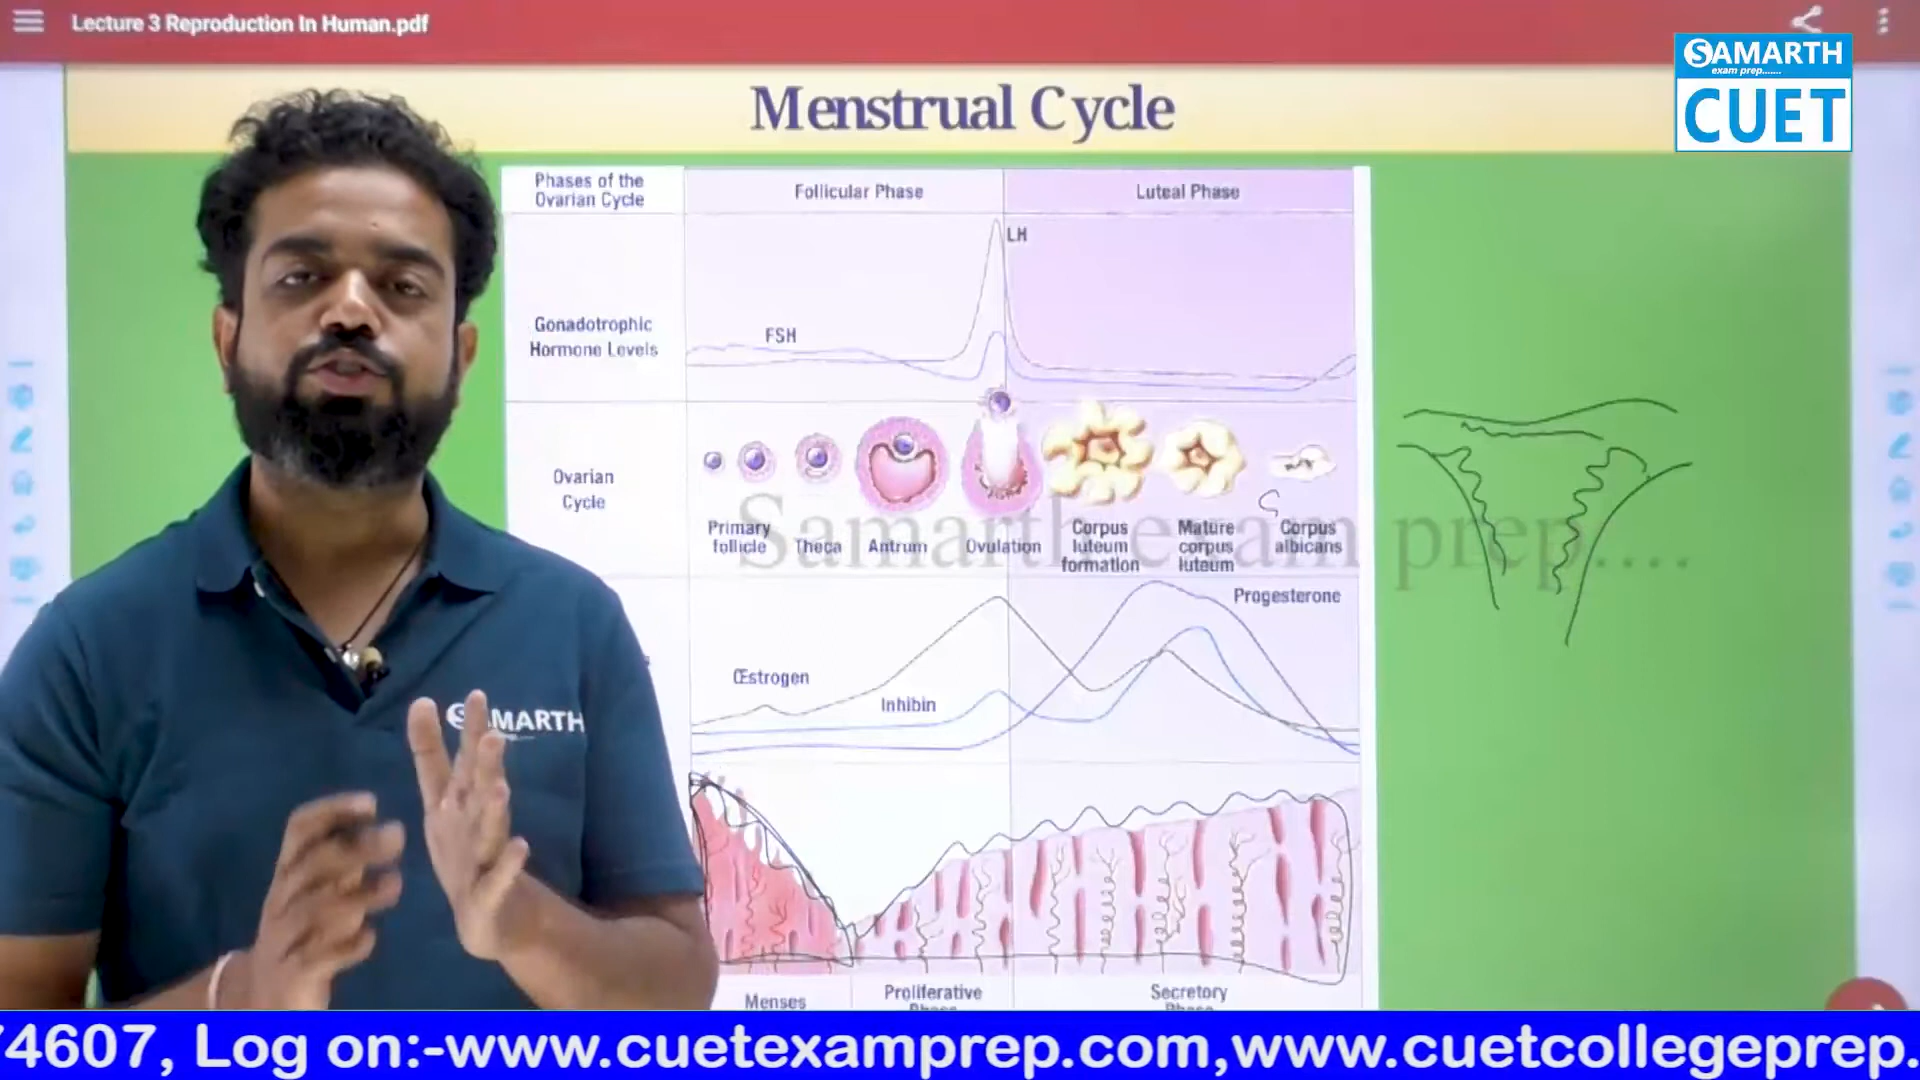 Lecture 3 Reproduction In Human.pdf
SAMARTH
exam prep.......
CUET
Menstrual Cycle
Phases of the
Ovarian Cycle
Follicular Phase
Luteal Phase
LH
Gonadotrophic
Hormone Levels
FSH
Ovarian
Cycle
Primary
follicle
Theca
Antrum
Ovulation
Corpus
luteum
formation
Mature
corpus
luteum
Corpus
albicans
Samarth exam prep....
Progesterone
Œstrogen
Inhibin
SAMARTH
Menses
Proliferative
Phase
Secretory
Phase
74607, Log on:-www.cuetexamprep.com,www.cuetcollegeprep.